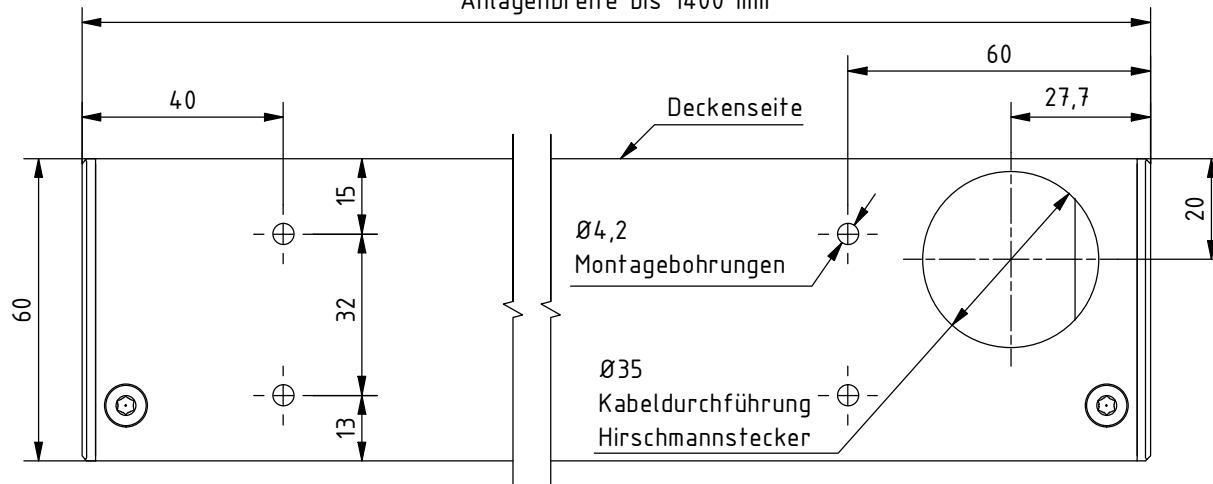 Anlagenbreite bis 1400 mm
60
40
27,7
Deckenseite
15
20
Ø4,2
Montagebohrungen
60
32
Ø35
Kabeldurchführung
Hirschmannstecker
13